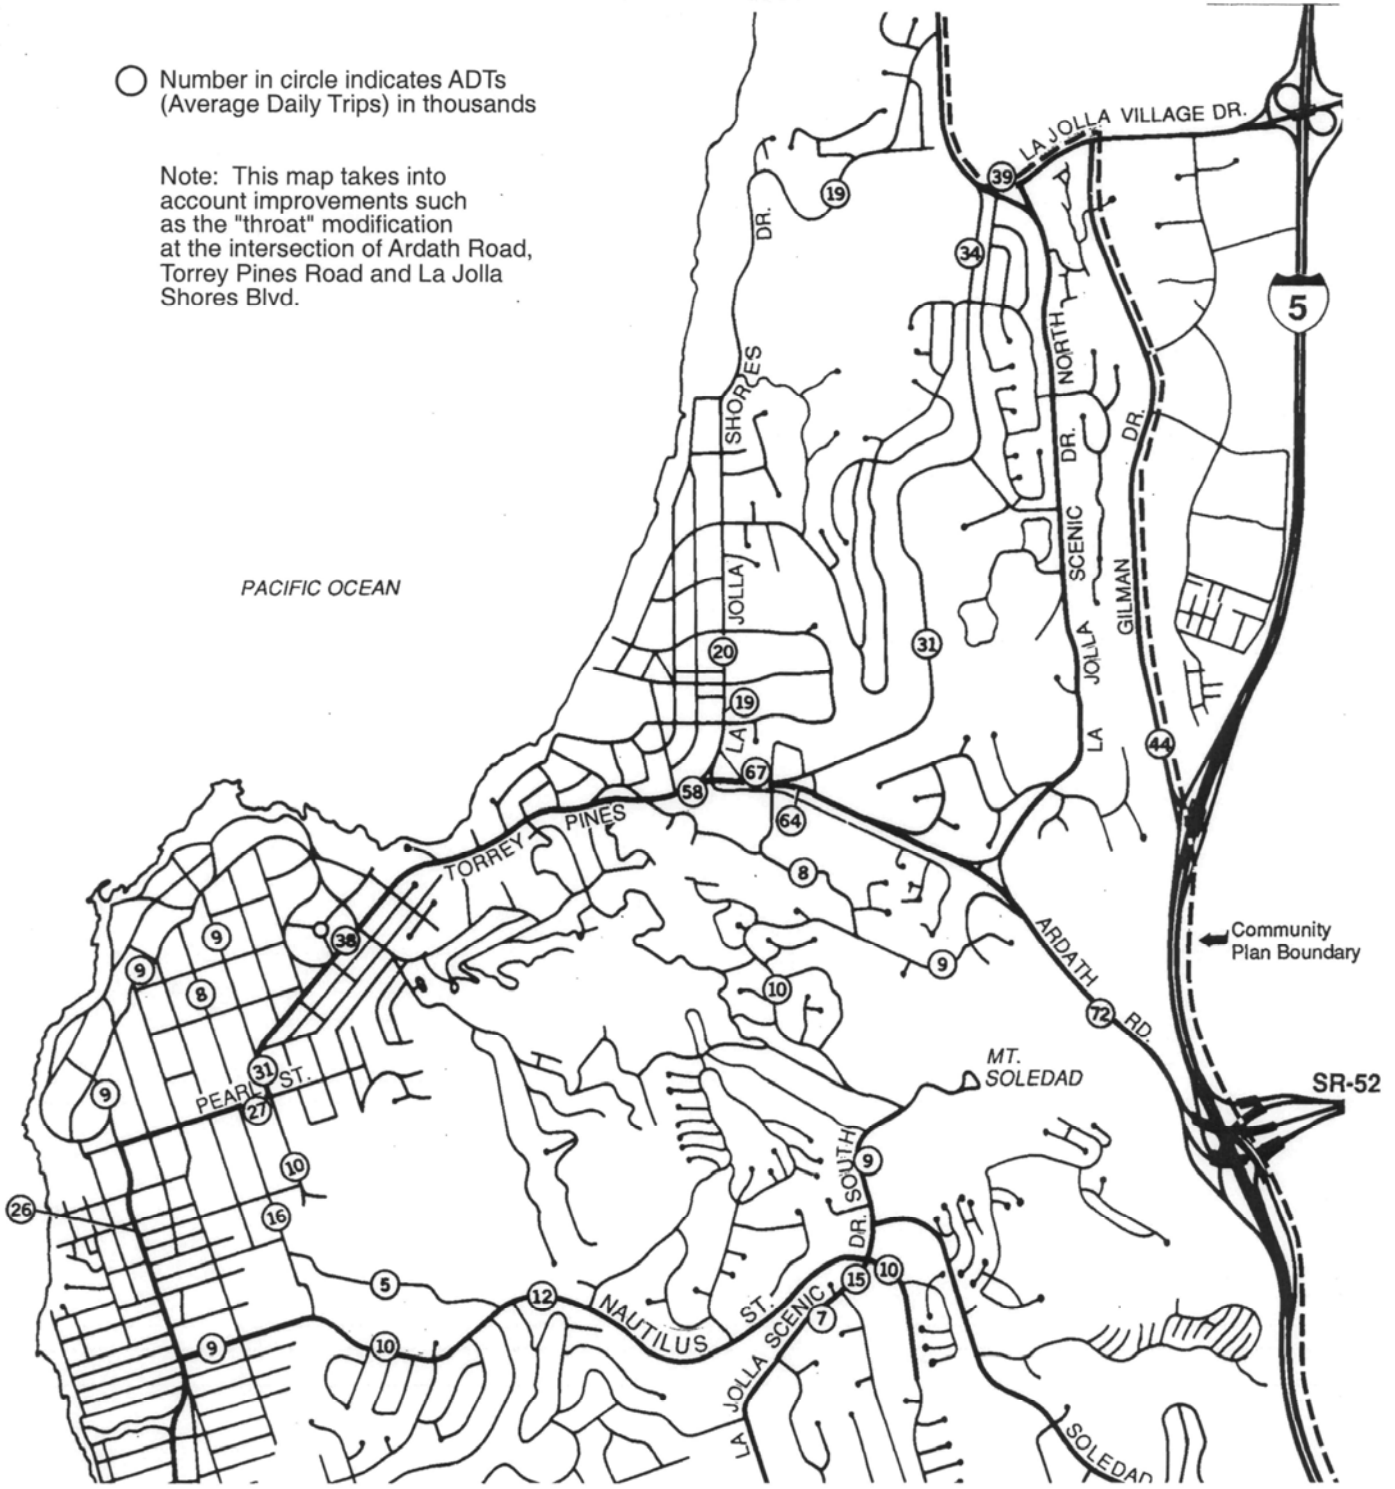 Number in circle indicates ADTs
(Average Daily Trips) in thousands
Note: This map takes into
account improvements such
as the "throat" modification
at the intersection of Ardath Road,
Torrey Pines Road and La Jolla
Shores Blvd.
LA JOLLA VILLAGE DR.
39
19
34
5
LA JOLLA SHORES DR.
LA JOLLA SCENIC DR. NORTH
GILMAN DR.
PACIFIC OCEAN
20
31
19
44
67
58
64
TORREY PINES
8
38
9
9
8
9
10
ARDATH RD.
72
Community
Plan Boundary
MT.
SOLEDAD
SR-52
31
PEARL ST.
27
9
10
26
16
9
LA JOLLA SCENIC DR. SOUTH
5
12
15
10
7
NAUTILUS ST.
9
10
SOLEDAD